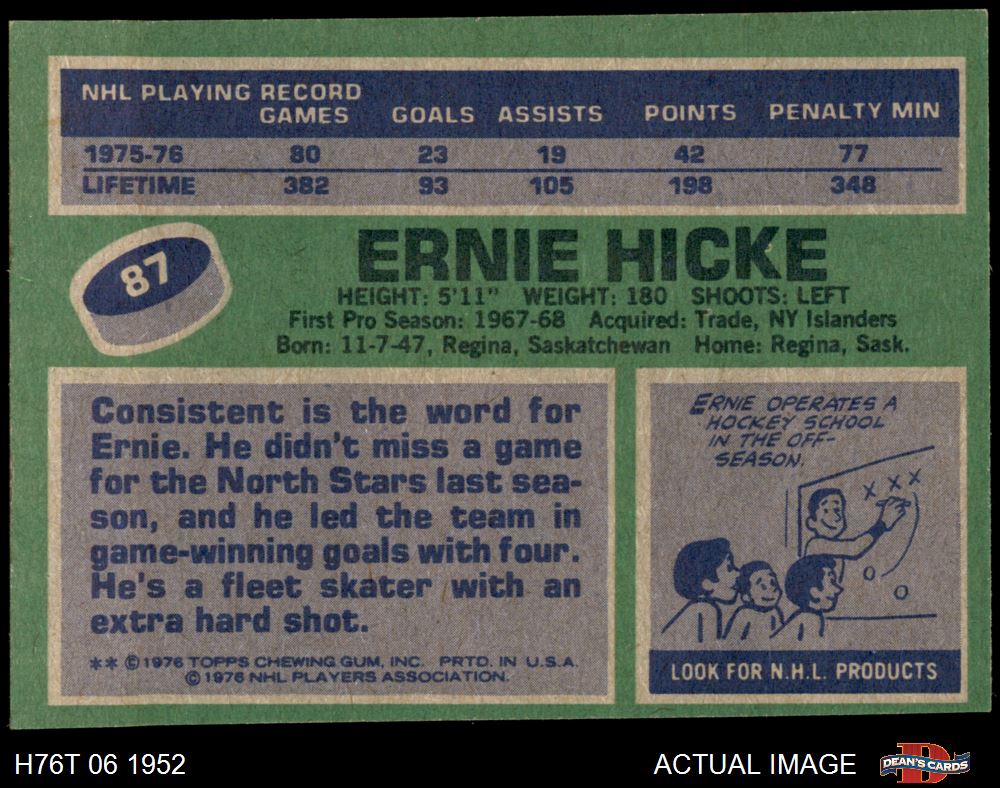 NHL PLAYING RECORD
GAMES GOALS ASSISTS POINTS PENALTY MIN
1975-76 80 23 19 42 77
LIFETIME 382 93 105 198 348
87
ERNIE HICKE
HEIGHT: 5'11" WEIGHT: 180 SHOOTS: LEFT
First Pro Season: 1967-68 Acquired: Trade, NY Islanders
Born: 11-7-47, Regina, Saskatchewan Home: Regina, Sask.
Consistent is the word for
Ernie. He didn't miss a game
for the North Stars last sea-
son, and he led the team in
game-winning goals with four.
He's a fleet skater with an
extra hard shot.
** © 1976 TOPPS CHEWING GUM, INC. PRTD. IN U.S.A.
© 1976 NHL PLAYERS ASSOCIATION.
ERNIE OPERATES A
HOCKEY SCHOOL
IN THE OFF-
SEASON.
X X X
O
O
LOOK FOR N.H.L. PRODUCTS
H76T 06 1952
ACTUAL IMAGE
D
DEAN'S CARDS